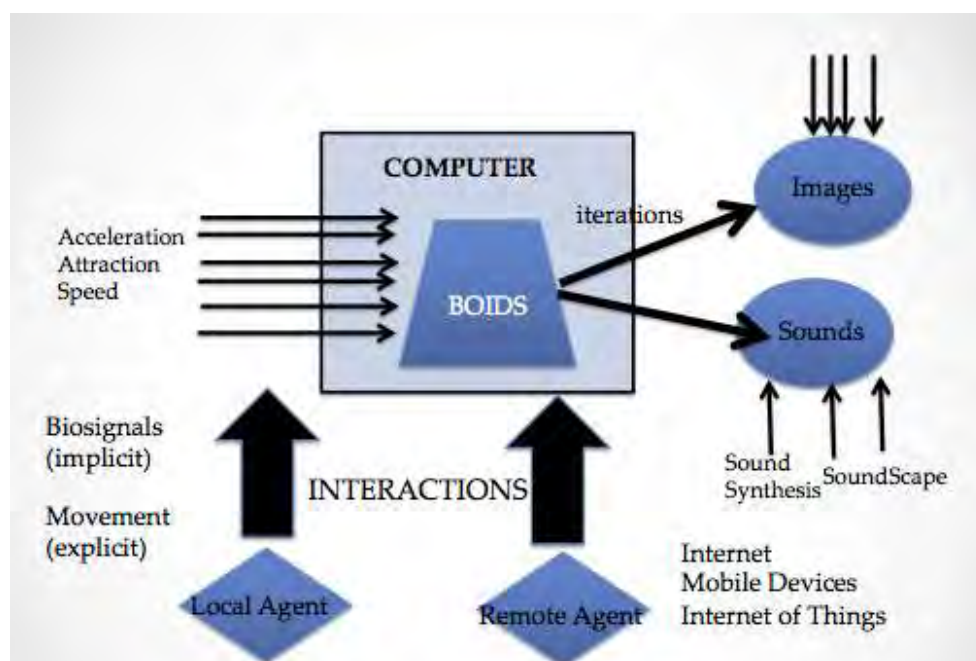 COMPUTER
Images
iterations
Acceleration
Attraction
Speed
BOIDS
Sounds
Biosignals
(implicit)
Movement
(explicit)
INTERACTIONS
Sound
Synthesis
SoundScape
Local Agent
Remote Agent
Internet
Mobile Devices
Internet of Things